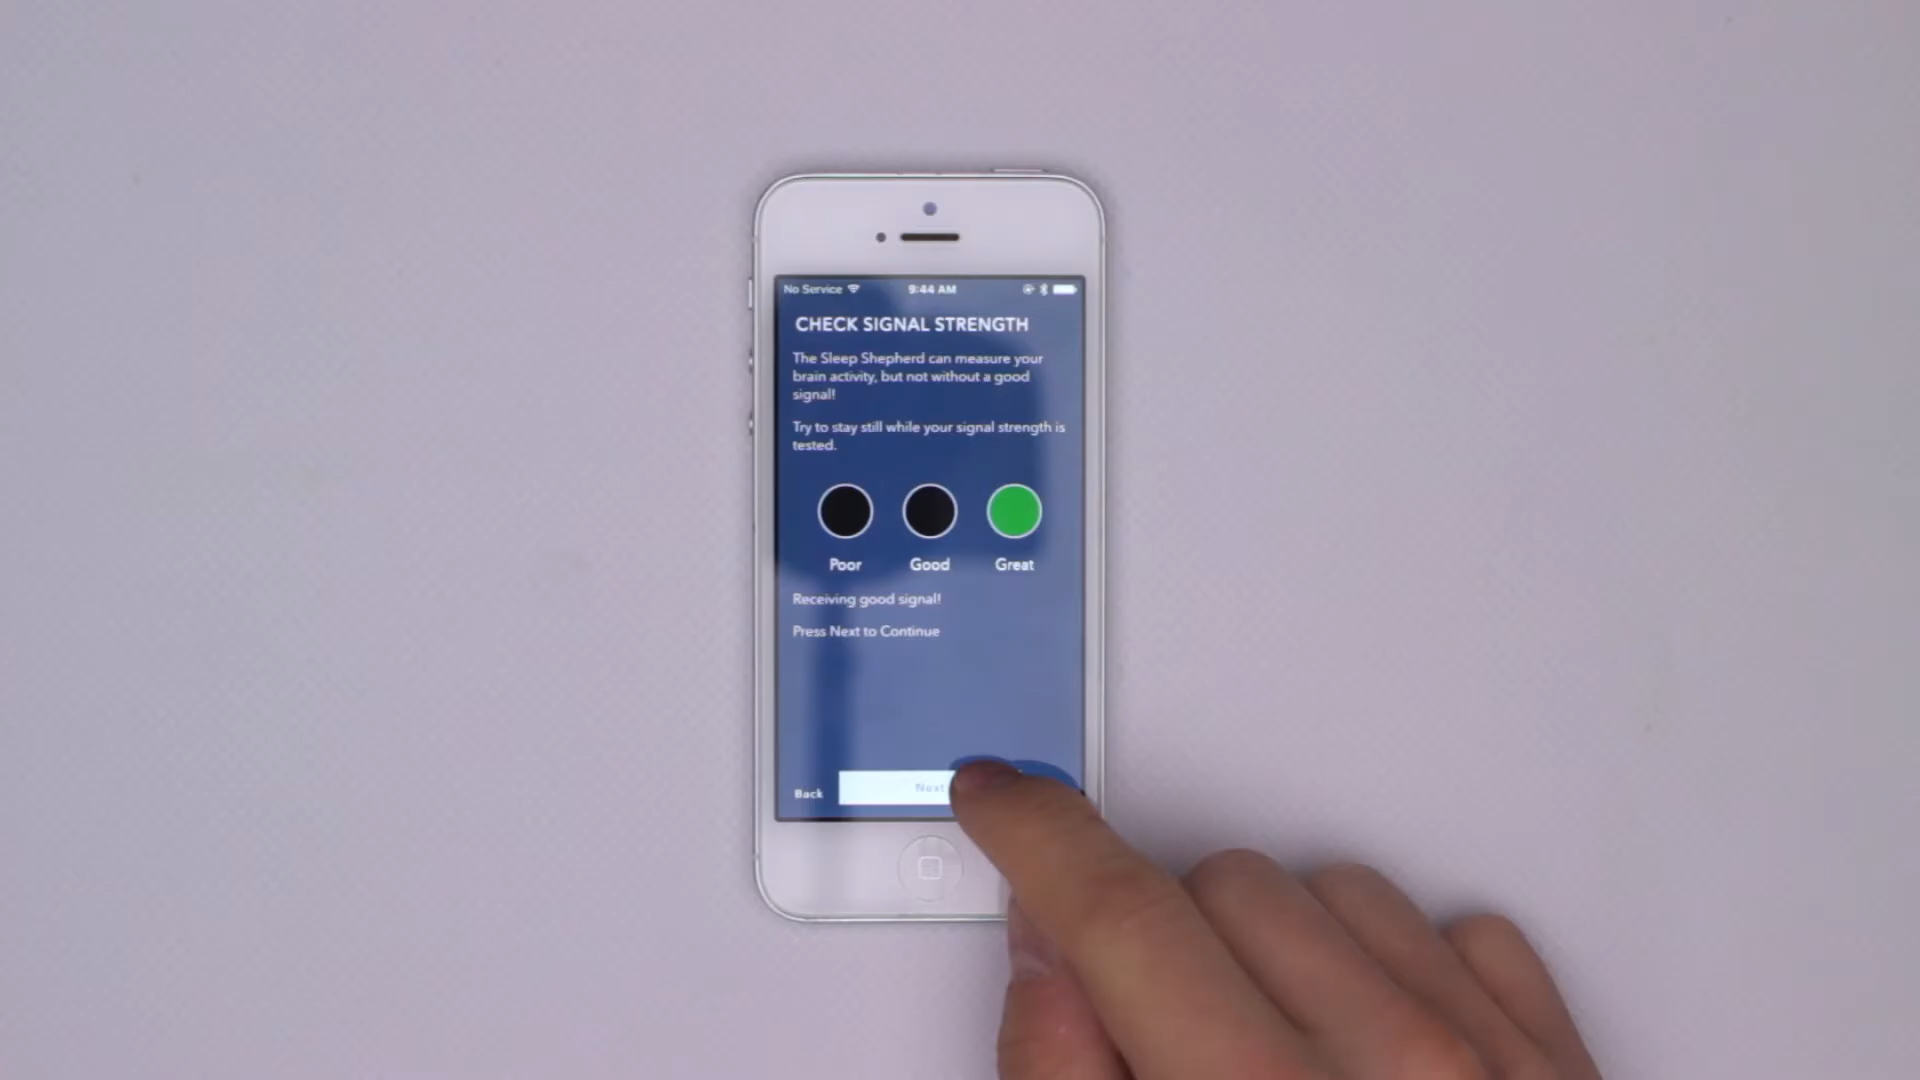 No Service 9:44 AM
CHECK SIGNAL STRENGTH
The Sleep Shepherd can measure your
brain activity, but not without a good
signal!
Try to stay still while your signal strength is
tested.
Poor Good Great
Receiving good signal!
Press Next to Continue
Back Next